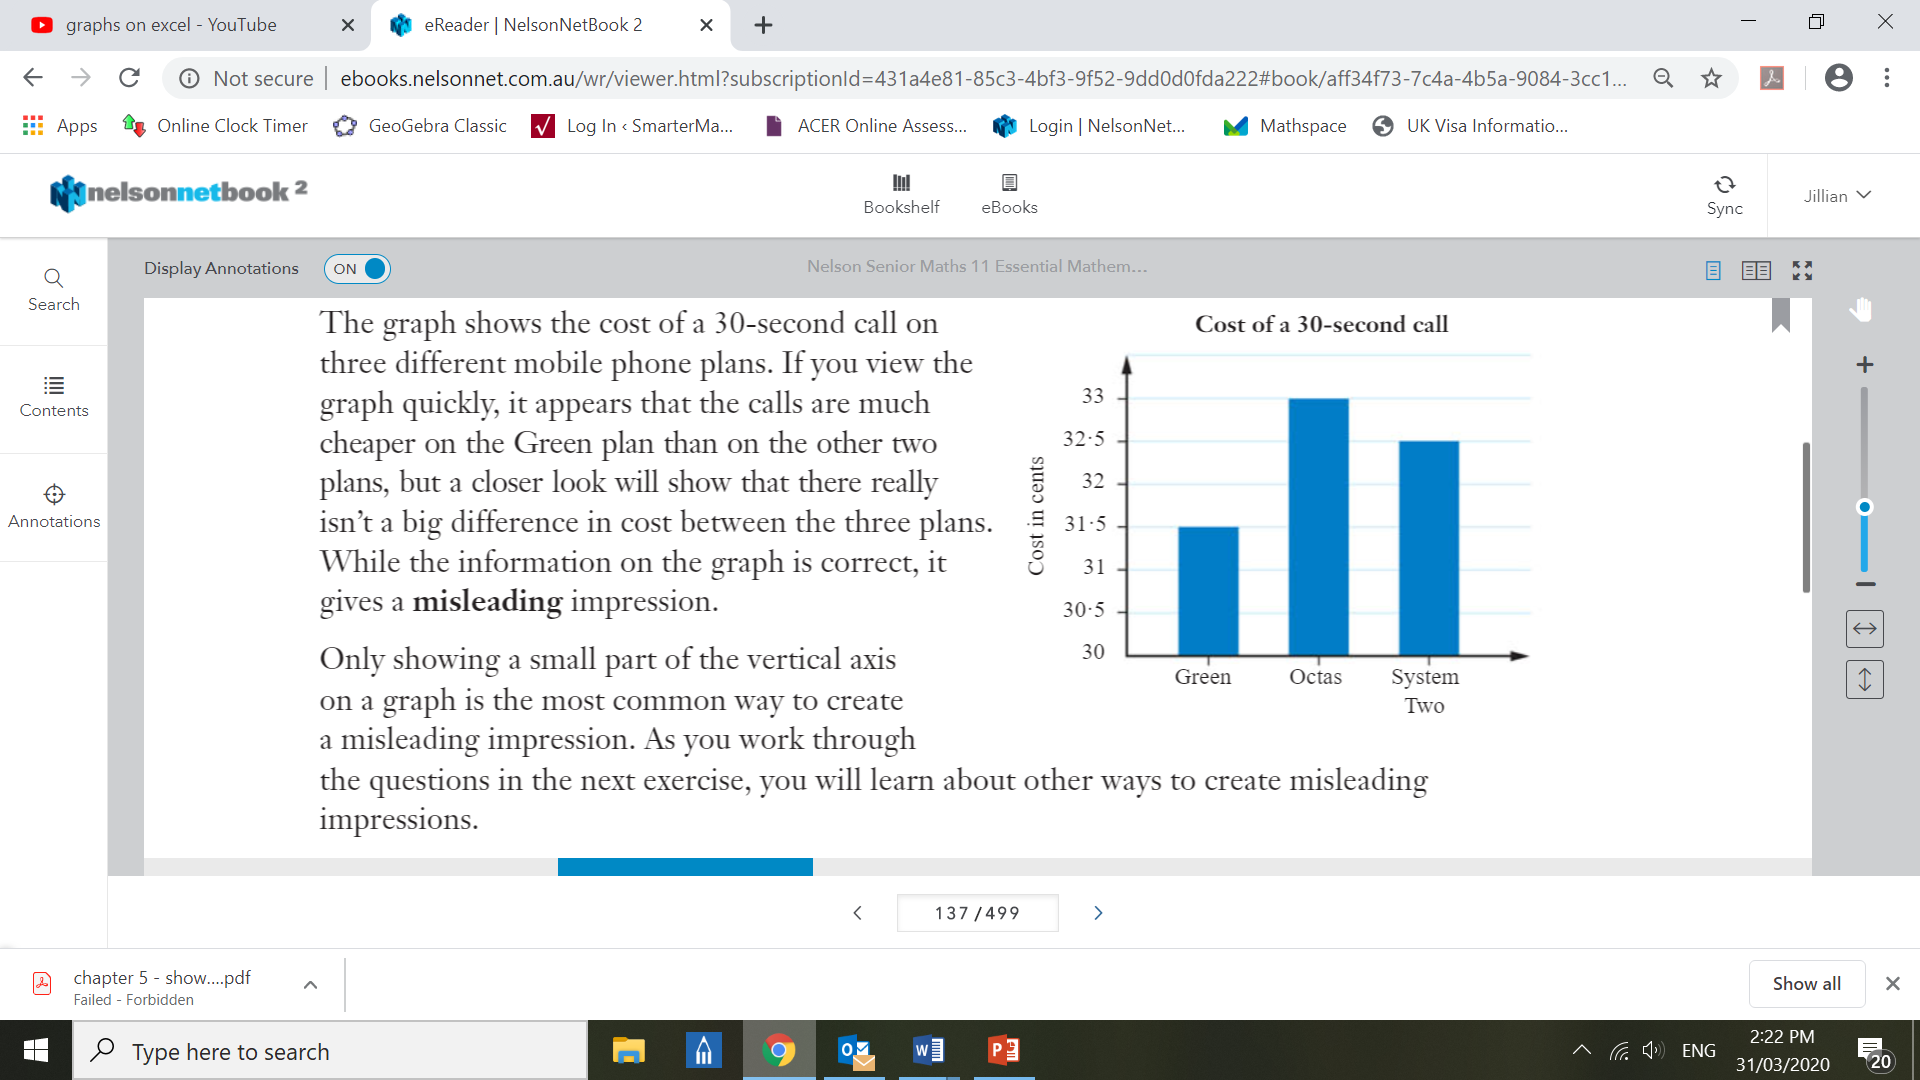 graphs on excel - YouTube
eReader | NelsonNetBook 2
Not secure
ebooks.nelsonnet.com.au/wr/viewer.html?subscriptionId=431a4e81-85c3-4bf3-9f52-9dd0d0fda222#book/aff34f73-7c4a-4b5a-9084-3cc1...
Apps
Online Clock Timer
GeoGebra Classic
Log In ‹ SmarterMa...
ACER Online Assess...
Login | NelsonNet...
Mathspace
UK Visa Informatio...
nelsonnetbook 2
Bookshelf
eBooks
Sync
Jillian
Search
Contents
Annotations
Display Annotations
ON
Nelson Senior Maths 11 Essential Mathem...
The graph shows the cost of a 30-second call on
three different mobile phone plans. If you view the
graph quickly, it appears that the calls are much
cheaper on the Green plan than on the other two
plans, but a closer look will show that there really
isn't a big difference in cost between the three plans.
While the information on the graph is correct, it
gives a misleading impression.
Only showing a small part of the vertical axis
on a graph is the most common way to create
a misleading impression. As you work through
the questions in the next exercise, you will learn about other ways to create misleading
impressions.
Cost of a 30-second call
Cost in cents
33
32·5
32
31·5
31
30·5
30
Green
Octas
System
Two
137 / 499
chapter 5 - show....pdf
Failed - Forbidden
Show all
Type here to search
ENG
2:22 PM
31/03/2020
20